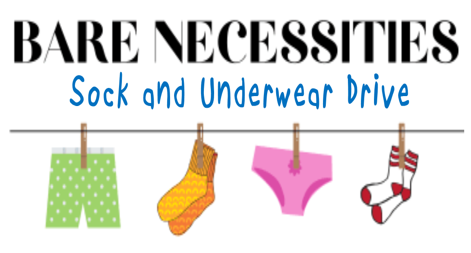 BARE NECESSITIES
Sock and Underwear Drive